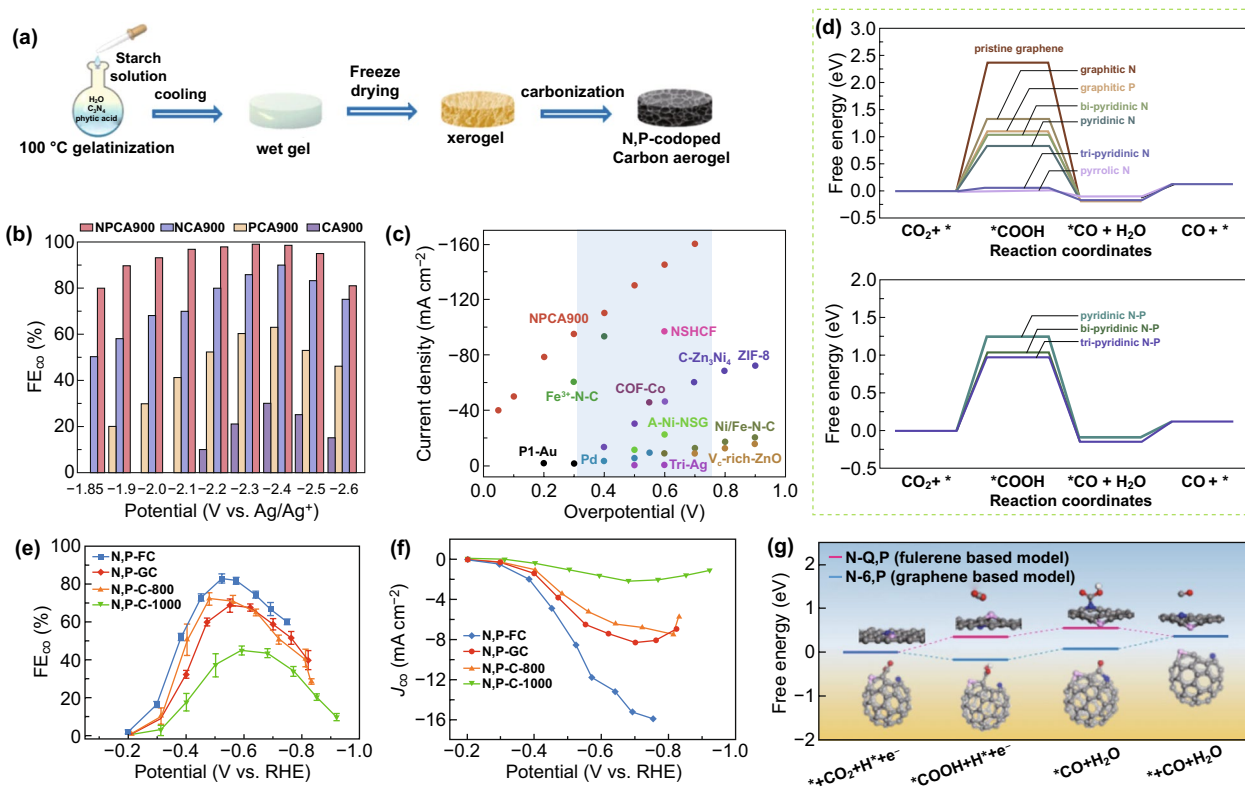 (a)
Starch
solution
H₂O
C₃N₄
phytic acid
100 °C gelatinization
cooling
wet gel
Freeze
drying
xerogel
carbonization
N,P-codoped
Carbon aerogel
(b)
NPCA900 NCA900 PCA900 CA900
FE_CO (%)
100
80
60
40
20
0
−1.85 −1.9 −2.0 −2.1 −2.2 −2.3 −2.4 −2.5 −2.6
Potential (V vs. Ag/Ag⁺)
(c)
Current density (mA cm⁻²)
−160
−120
−80
−40
0
NPCA900
NSHCF
C-Zn₃Ni₄ ZIF-8
Fe³⁺-N-C
COF-Co
A-Ni-NSG
Ni/Fe-N-C
P1-Au
Pd
Tri-Ag
V_c-rich-ZnO
0.0 0.2 0.4 0.6 0.8 1.0
Overpotential (V)
(d)
Free energy (eV)
3.0
2.5
2.0
1.5
1.0
0.5
0.0
−0.5
pristine graphene
graphitic N
graphitic P
bi-pyridinic N
pyridinic N
tri-pyridinic N
pyrrolic N
CO₂+ * *COOH *CO + H₂O CO + *
Reaction coordinates
Free energy (eV)
2.0
1.5
1.0
0.5
0.0
−0.5
pyridinic N-P
bi-pyridinic N-P
tri-pyridinic N-P
CO₂+ * *COOH *CO + H₂O CO + *
Reaction coordinates
(e)
FE_CO (%)
100
80
60
40
20
0
N,P-FC
N,P-GC
N,P-C-800
N,P-C-1000
−0.2 −0.4 −0.6 −0.8 −1.0
Potential (V vs. RHE)
(f)
J_CO (mA cm⁻²)
0
−4
−8
−12
−16
N,P-FC
N,P-GC
N,P-C-800
N,P-C-1000
−0.2 −0.4 −0.6 −0.8 −1.0
Potential (V vs. RHE)
(g)
Free energy (eV)
2
1
0
−1
−2
N-Q,P (fulerene based model)
N-6,P (graphene based model)
*+CO₂+H*+e⁻
*COOH+H*+e⁻
*CO+H₂O
*+CO+H₂O